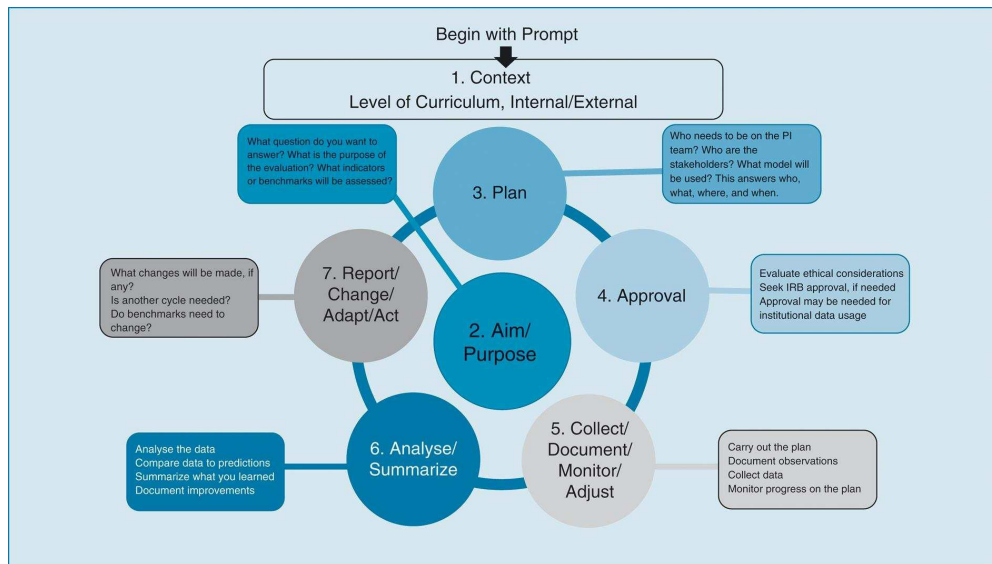 Begin with Prompt
1. Context
Level of Curriculum, Internal/External
What question do you want to
answer? What is the purpose of
the evaluation? What indicators
or benchmarks will be assessed?
2. Aim/
Purpose
3. Plan
Who needs to be on the PI
team? Who are the
stakeholders? What model will
be used? This answers who,
what, where, and when.
4. Approval
Evaluate ethical considerations
Seek IRB approval, if needed
Approval may be needed for
institutional data usage
5. Collect/
Document/
Monitor/
Adjust
Carry out the plan
Document observations
Collect data
Monitor progress on the plan
6. Analyse/
Summarize
Analyse the data
Compare data to predictions
Summarize what you learned
Document improvements
7. Report/
Change/
Adapt/Act
What changes will be made, if
any?
Is another cycle needed?
Do benchmarks need to
change?